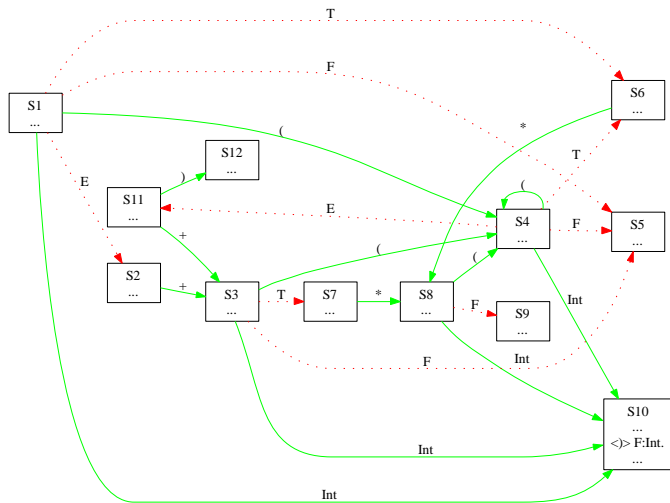 T
F
S1
...
S6
...
*
(
S12
...
T
E
)
(
S11
...
E
S4
...
F
S5
...
+
(
(
S2
...
+
S3
...
T
S7
...
*
S8
...
F
S9
...
Int
Int
F
S10
...
<)> F:Int.
...
Int
Int